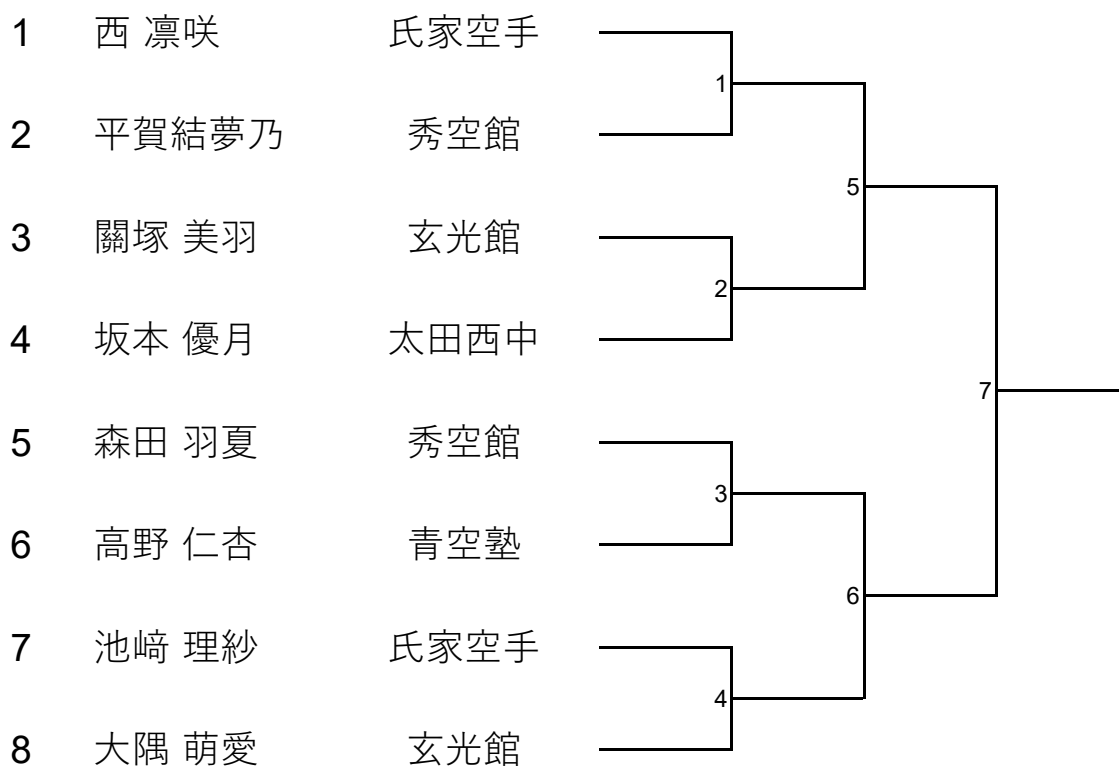 1 西 凛咲 氏家空手
1
2 平賀結夢乃 秀空館
5
3 關塚 美羽 玄光館
2
4 坂本 優月 太田西中
7
5 森田 羽夏 秀空館
3
6 高野 仁杏 青空塾
6
7 池﨑 理紗 氏家空手
4
8 大隅 萌愛 玄光館